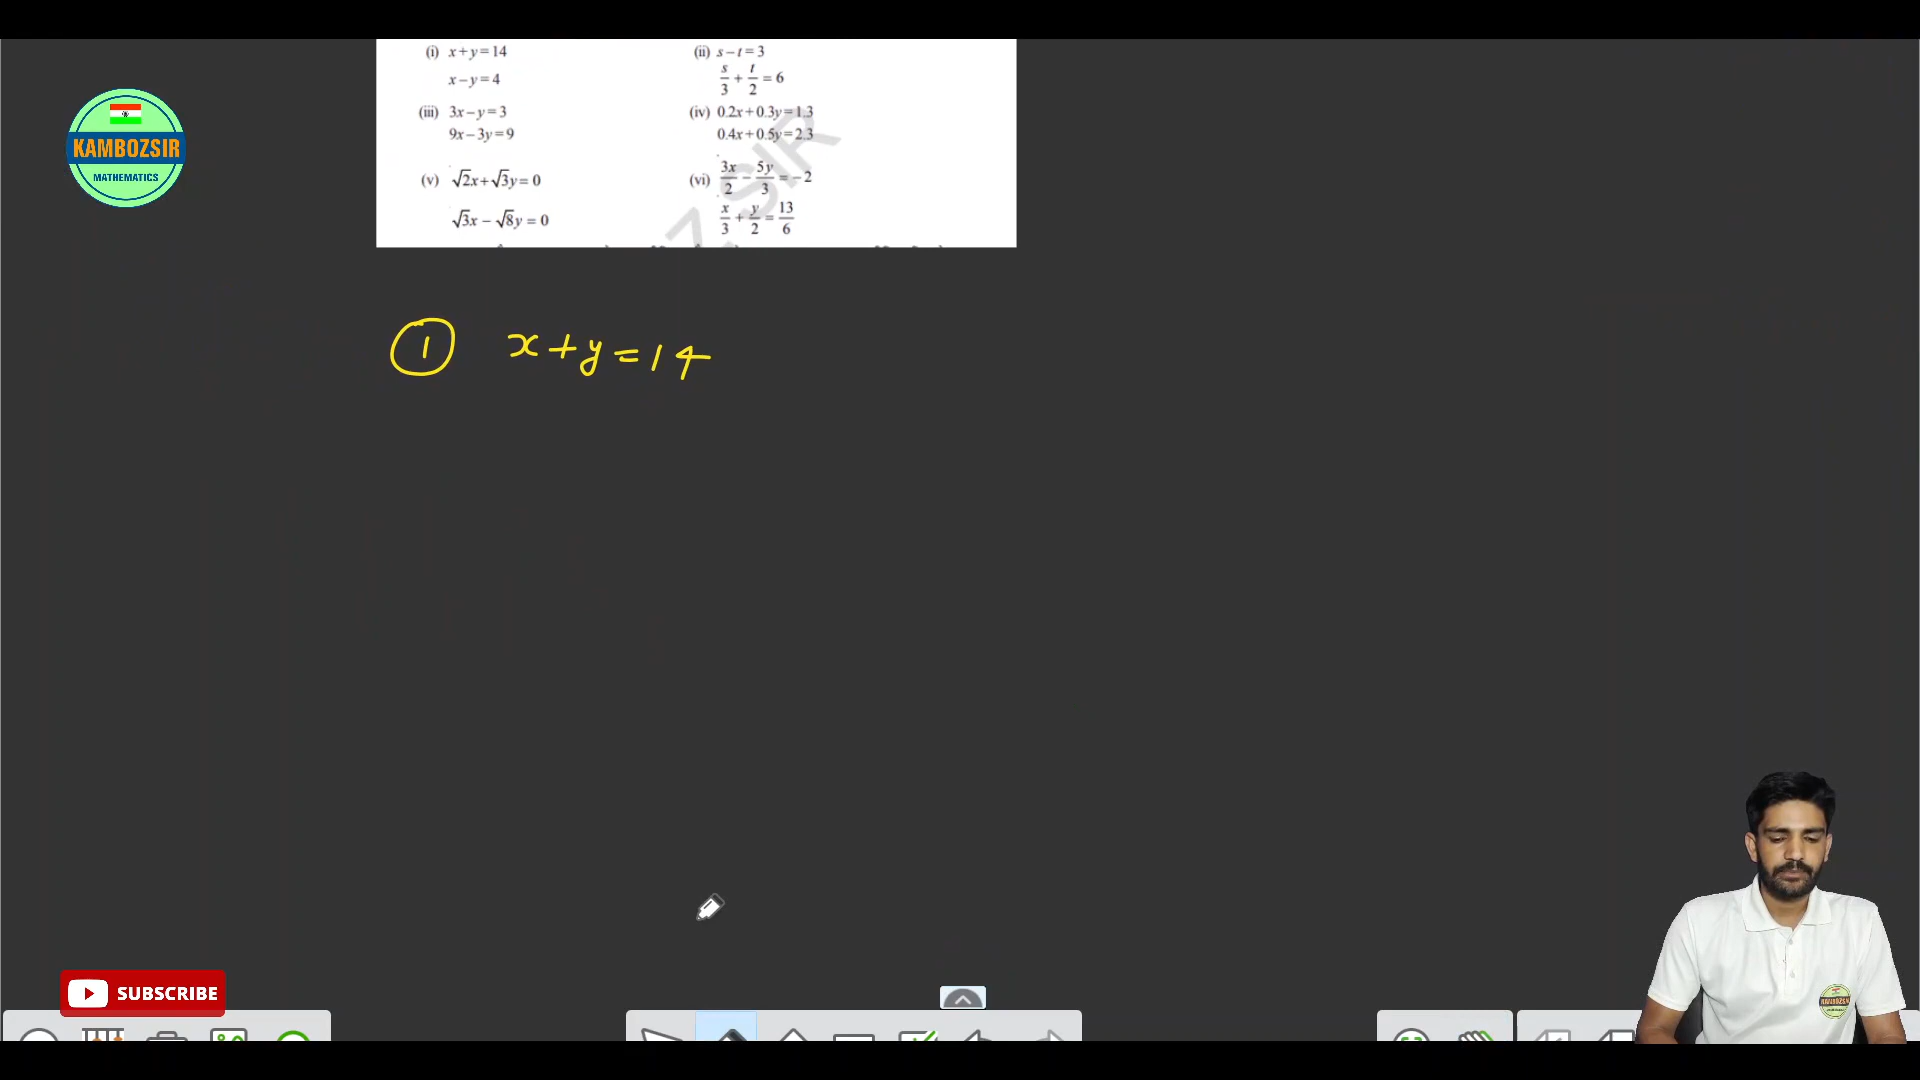 KAMBOZSIR
MATHEMATICS
(i) x+y=14
x-y=4
(ii) s-t=3
s/3 + t/2 = 6
(iii) 3x-y=3
9x-3y=9
(iv) 0.2x+0.3y=1.3
0.4x+0.5y=2.3
(v) √2x+√3y=0
√3x - √8y = 0
(vi) 3x/2 - 5y/3 = -2
x/3 + y/2 = 13/6
Z SIR
① x+y=14
SUBSCRIBE